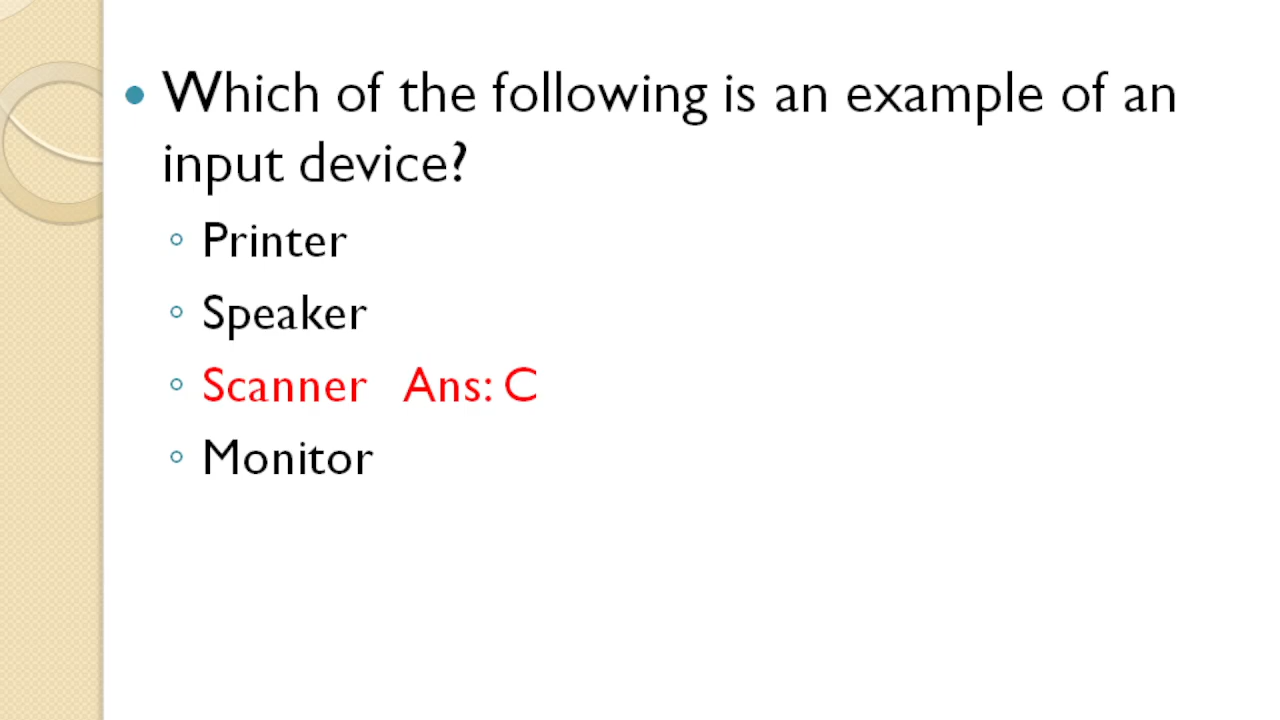 Which of the following is an example of an
input device?
Printer
Speaker
Scanner Ans: C
Monitor